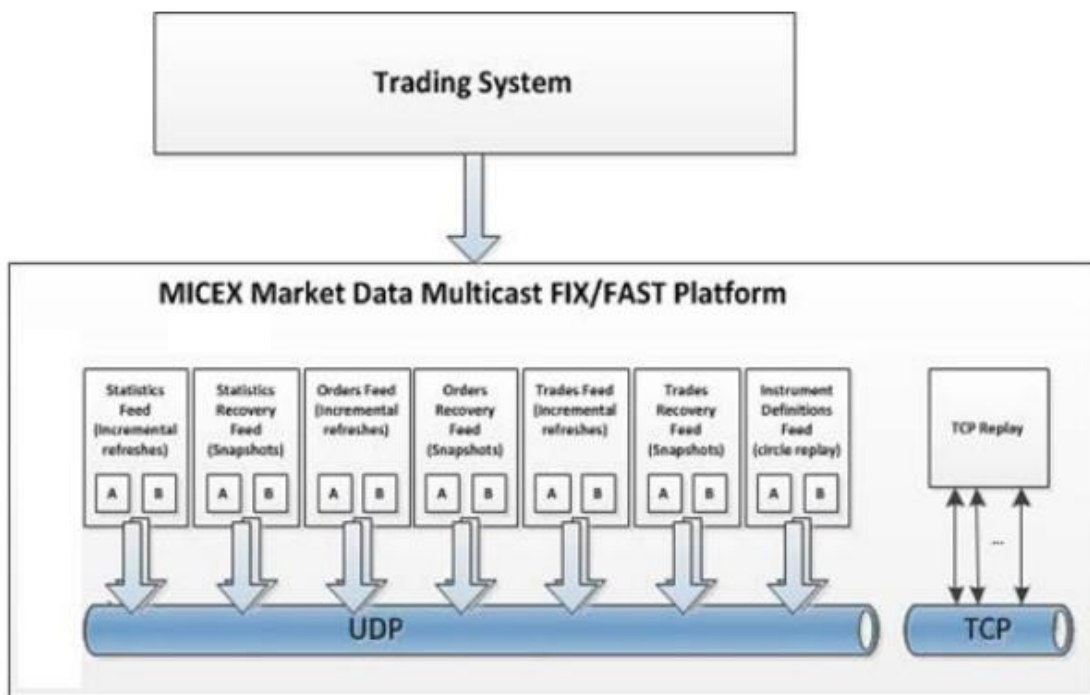 Trading System
MICEX Market Data Multicast FIX/FAST Platform
Statistics
Feed
(Incremental
refreshes)
A B
Statistics
Recovery
Feed
(Snapshots)
A B
Orders Feed
(Incremental
refreshes)
A B
Orders
Recovery
Feed
(Snapshots)
A B
Trades Feed
(Incremental
refreshes)
A B
Trades
Recovery
Feed
(Snapshots)
A B
Instrument
Definitions
Feed
(circle replay)
A B
TCP Replay
...
UDP
TCP